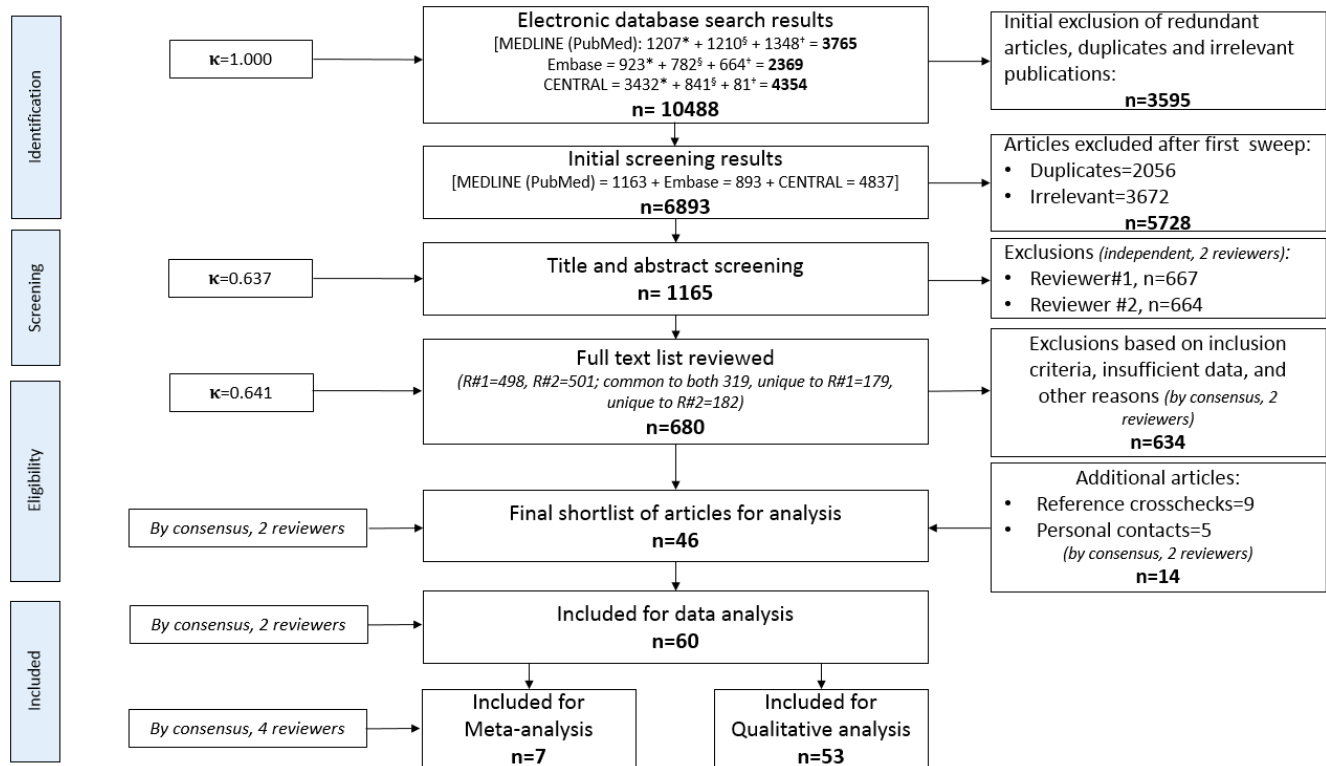 Identification
κ=1.000
Electronic database search results
[MEDLINE (PubMed): 1207* + 1210§ + 1348† = 3765
Embase = 923* + 782§ + 664† = 2369
CENTRAL = 3432* + 841§ + 81† = 4354
n= 10488
Initial exclusion of redundant
articles, duplicates and irrelevant
publications:
n=3595
Initial screening results
[MEDLINE (PubMed) = 1163 + Embase = 893 + CENTRAL = 4837]
n=6893
Articles excluded after first sweep:
• Duplicates=2056
• Irrelevant=3672
n=5728
Screening
κ=0.637
Title and abstract screening
n= 1165
Exclusions (independent, 2 reviewers):
• Reviewer#1, n=667
• Reviewer #2, n=664
Eligibility
κ=0.641
Full text list reviewed
(R#1=498, R#2=501; common to both 319, unique to R#1=179,
unique to R#2=182)
n=680
Exclusions based on inclusion
criteria, insufficient data, and
other reasons (by consensus, 2
reviewers)
n=634
By consensus, 2 reviewers
Final shortlist of articles for analysis
n=46
Additional articles:
• Reference crosschecks=9
• Personal contacts=5
(by consensus, 2 reviewers)
n=14
Included
By consensus, 2 reviewers
Included for data analysis
n=60
By consensus, 4 reviewers
Included for
Meta-analysis
n=7
Included for
Qualitative analysis
n=53